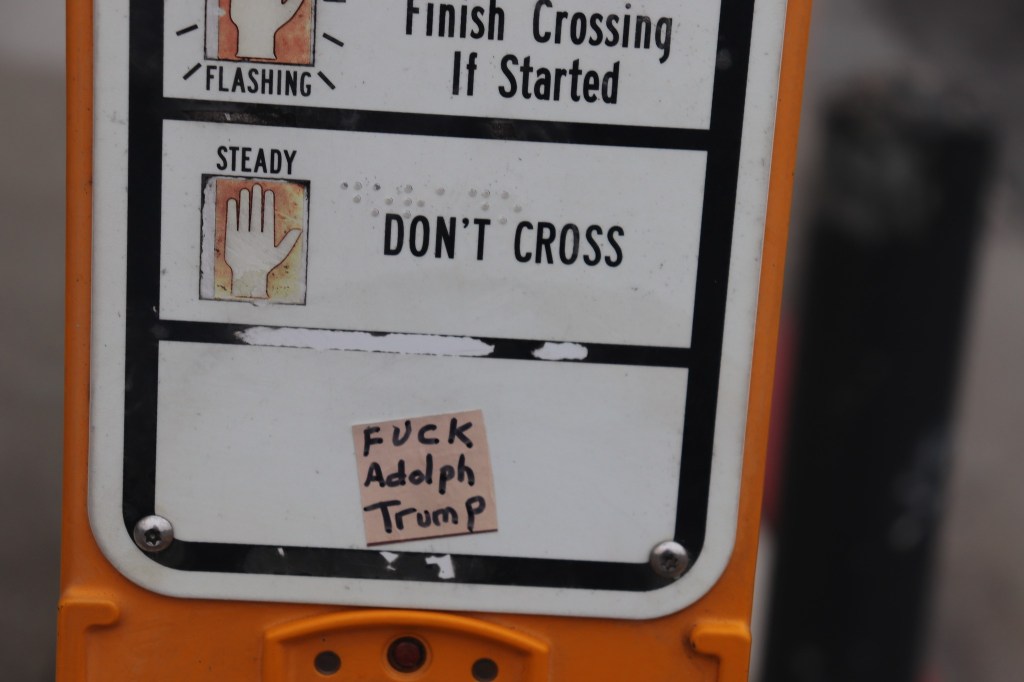 Finish Crossing
If Started
FLASHING
STEADY
DON'T CROSS
FUCK
Adolph
Trump